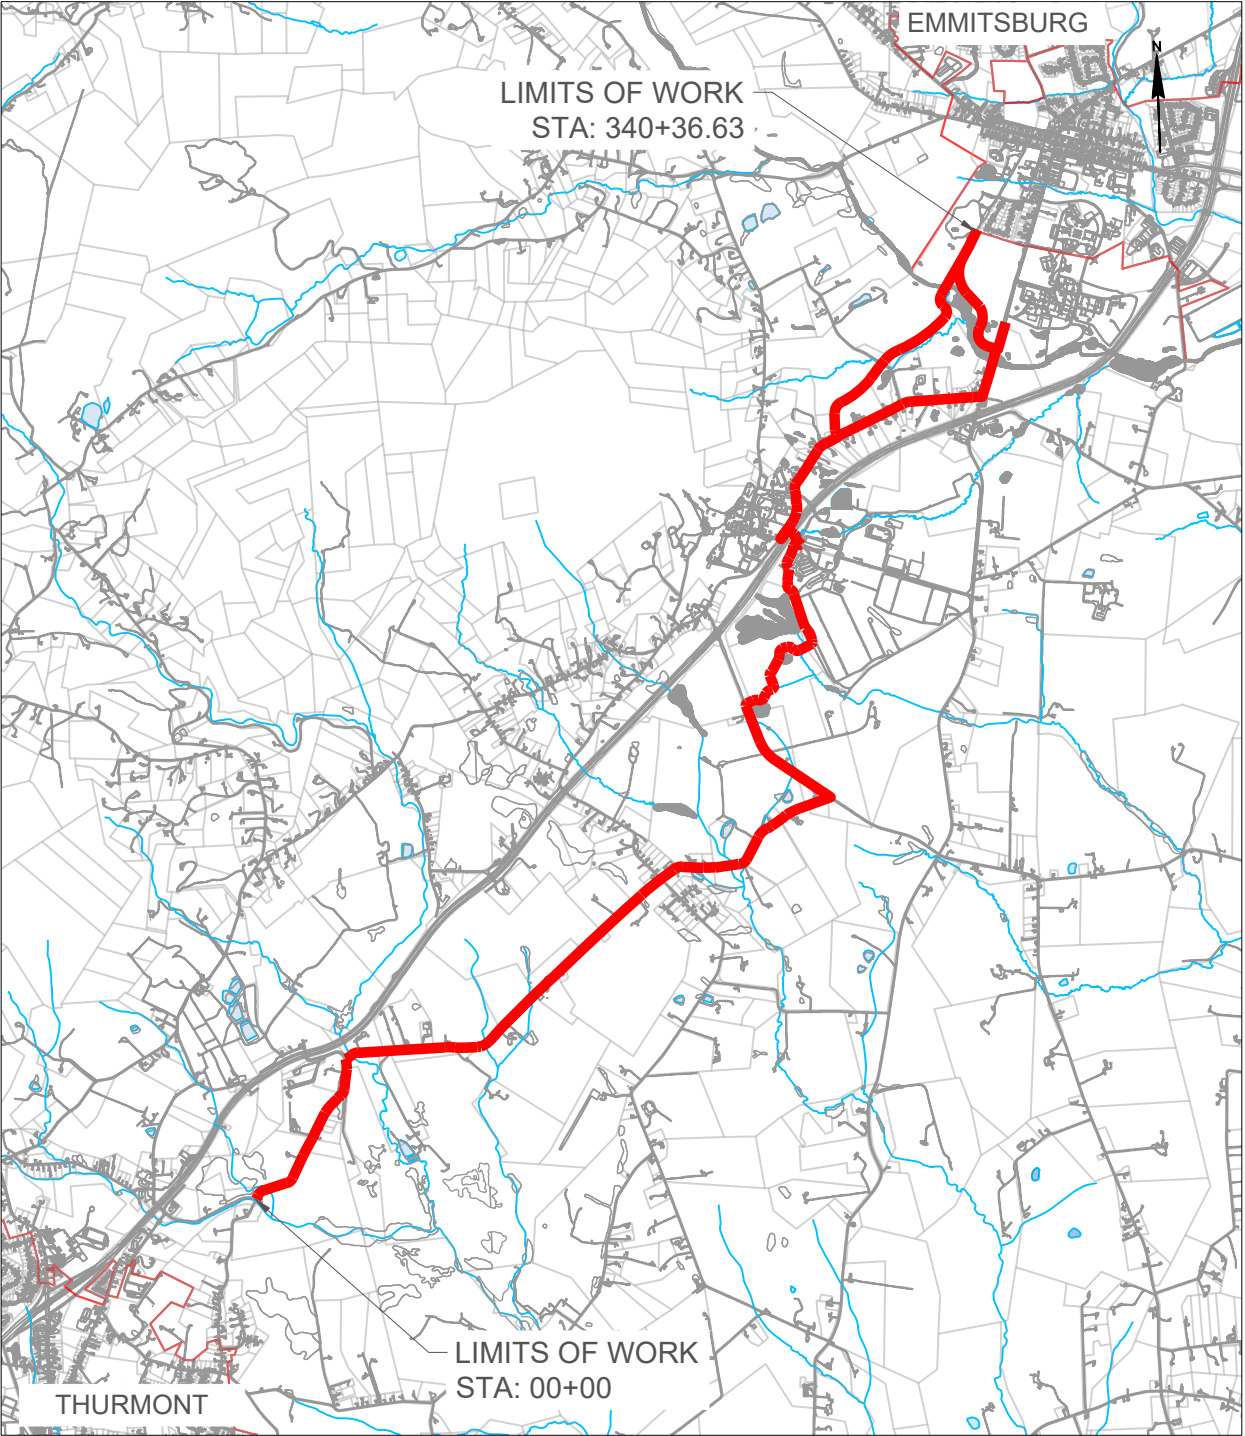 EMMITSBURG
N
LIMITS OF WORK
STA: 340+36.63
LIMITS OF WORK
STA: 00+00
THURMONT